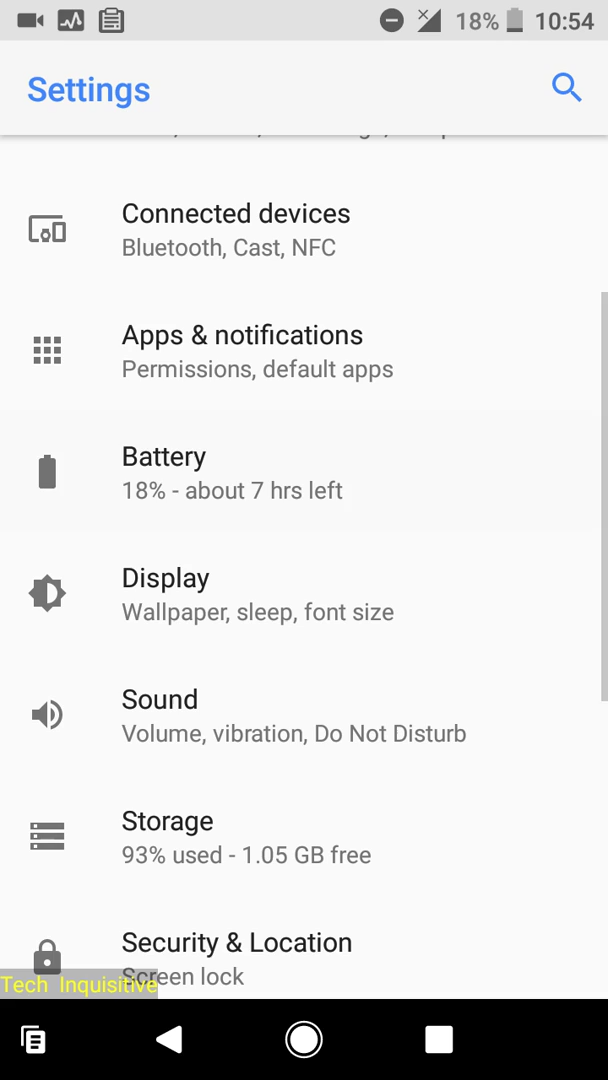 18% 10:54
Settings
Connected devices
Bluetooth, Cast, NFC
Apps & notifications
Permissions, default apps
Battery
18% - about 7 hrs left
Display
Wallpaper, sleep, font size
Sound
Volume, vibration, Do Not Disturb
Storage
93% used - 1.05 GB free
Security & Location
Screen lock
Tech Inquisitive